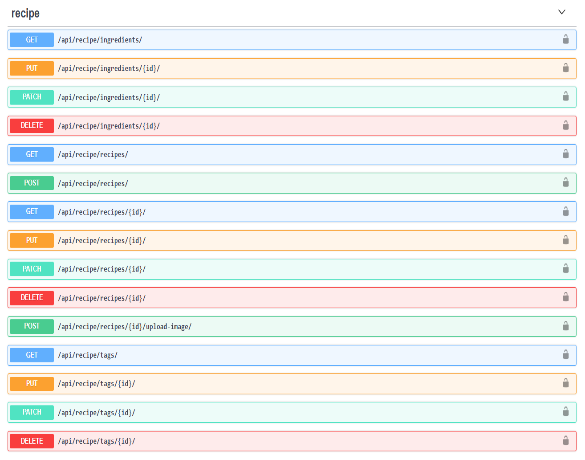 recipe
GET /api/recipe/ingredients/
PUT /api/recipe/ingredients/{id}/
PATCH /api/recipe/ingredients/{id}/
DELETE /api/recipe/ingredients/{id}/
GET /api/recipe/recipes/
POST /api/recipe/recipes/
GET /api/recipe/recipes/{id}/
PUT /api/recipe/recipes/{id}/
PATCH /api/recipe/recipes/{id}/
DELETE /api/recipe/recipes/{id}/
POST /api/recipe/recipes/{id}/upload-image/
GET /api/recipe/tags/
PUT /api/recipe/tags/{id}/
PATCH /api/recipe/tags/{id}/
DELETE /api/recipe/tags/{id}/